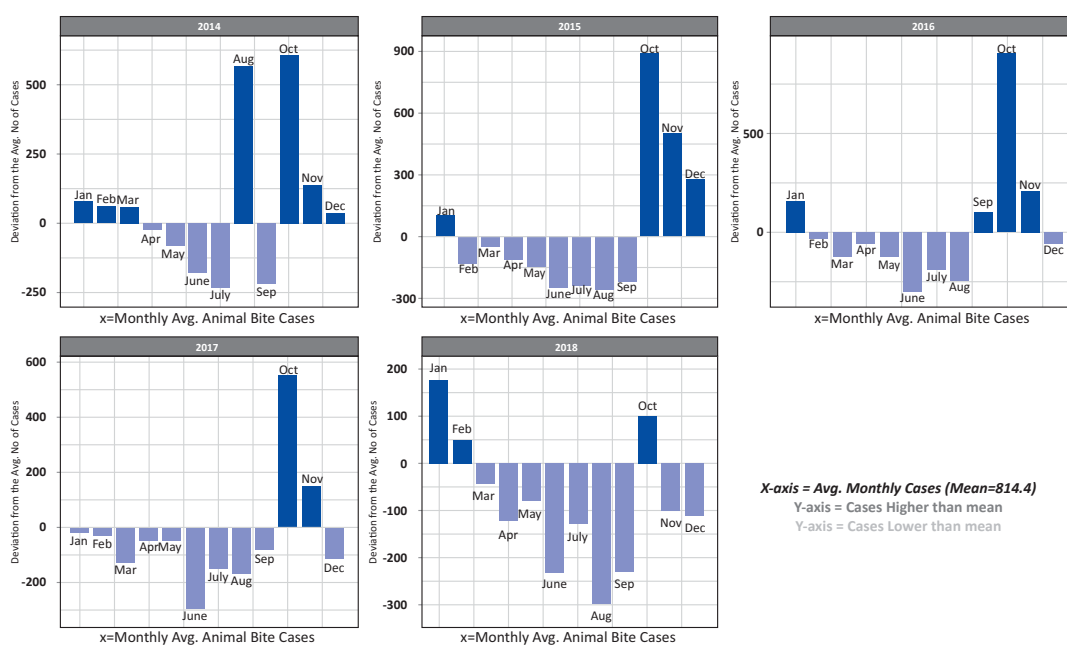 2014
2015
2016
Deviation from the Avg. No of Cases
500
250
0
-250
Jan
Feb
Mar
Apr
May
June
July
Aug
Sep
Oct
Nov
Dec
x=Monthly Avg. Animal Bite Cases
Deviation from the Avg. No of Cases
900
600
300
0
-300
Jan
Feb
Mar
Apr
May
June
July
Aug
Sep
Oct
Nov
Dec
x=Monthly Avg. Animal Bite Cases
Deviation from the Avg. No of Cases
500
0
Jan
Feb
Mar
Apr
May
June
July
Aug
Sep
Oct
Nov
Dec
x=Monthly Avg. Animal Bite Cases
2017
2018
Deviation from the Avg. No of Cases
600
400
200
0
-200
Jan
Feb
Mar
Apr
May
June
July
Aug
Sep
Oct
Nov
Dec
x=Monthly Avg. Animal Bite Cases
Deviation from the Avg. No of Cases
200
100
0
-100
-200
-300
Jan
Feb
Mar
Apr
May
June
July
Aug
Sep
Oct
Nov
Dec
x=Monthly Avg. Animal Bite Cases
X-axis = Avg. Monthly Cases (Mean=814.4)
Y-axis = Cases Higher than mean
Y-axis = Cases Lower than mean